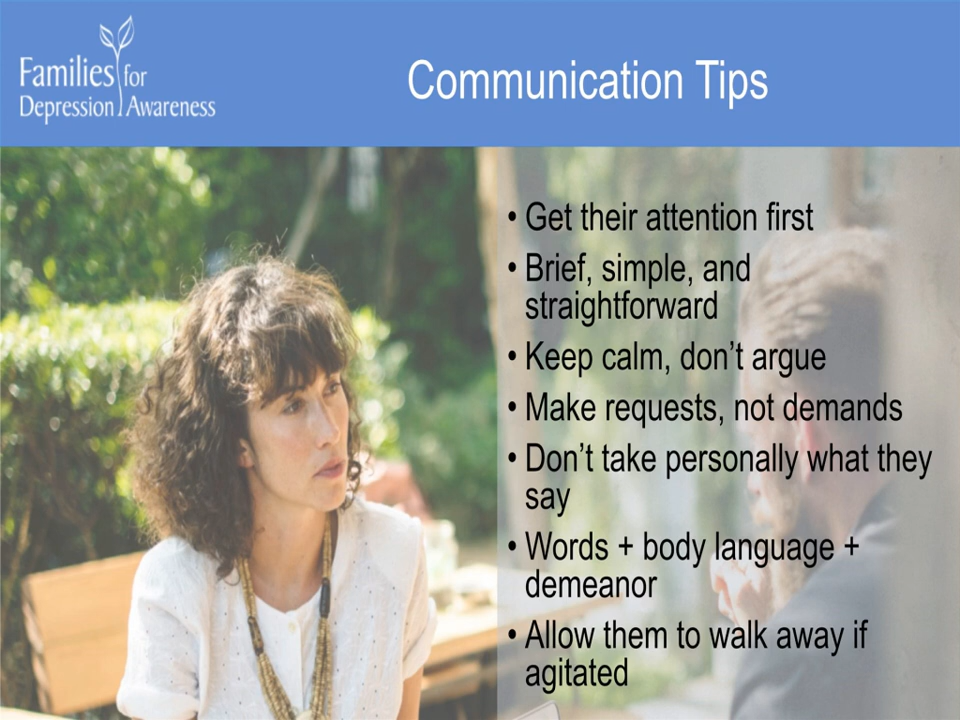 Families for
Depression Awareness
Communication Tips
• Get their attention first
• Brief, simple, and
straightforward
• Keep calm, don’t argue
• Make requests, not demands
• Don’t take personally what they
say
• Words + body language +
demeanor
• Allow them to walk away if
agitated